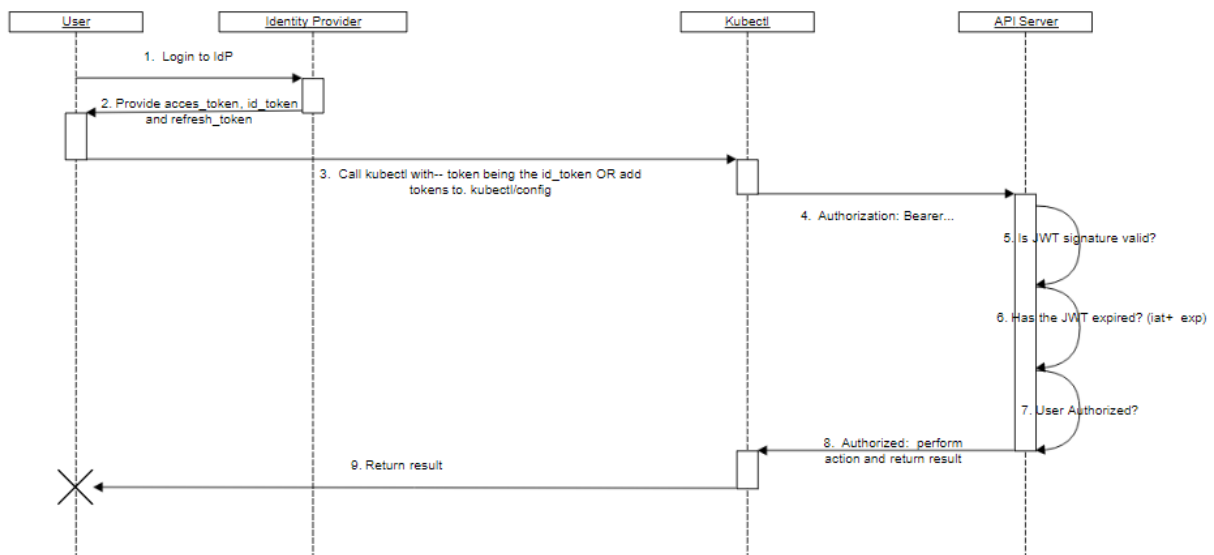 User
Identity Provider
Kubectl
API Server
1. Login to IdP
2. Provide acces_token, id_token
and refresh_token
3. Call kubectl with-- token being the id_token OR add
tokens to. kubectl/config
4. Authorization: Bearer...
5. Is JWT signature valid?
6. Has the JWT expired? (iat+ exp)
7. User Authorized?
8. Authorized: perform
action and return result
9. Return result